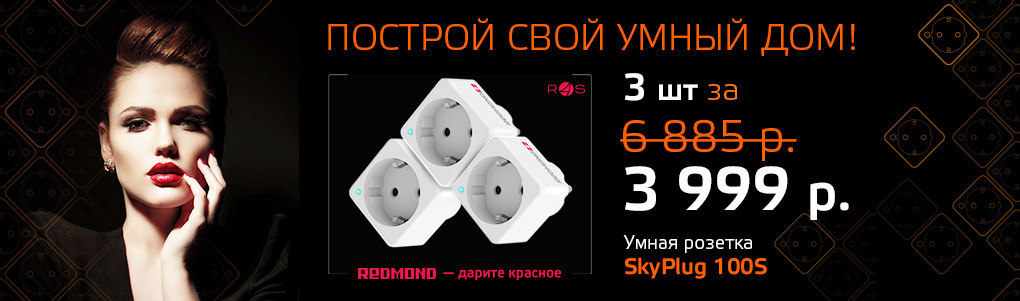 ПОСТРОЙ СВОЙ УМНЫЙ ДОМ!
R4S
3 шт за
6 885 р.
3 999 р.
Умная розетка
SkyPlug 100S
REDMOND — дарите красное